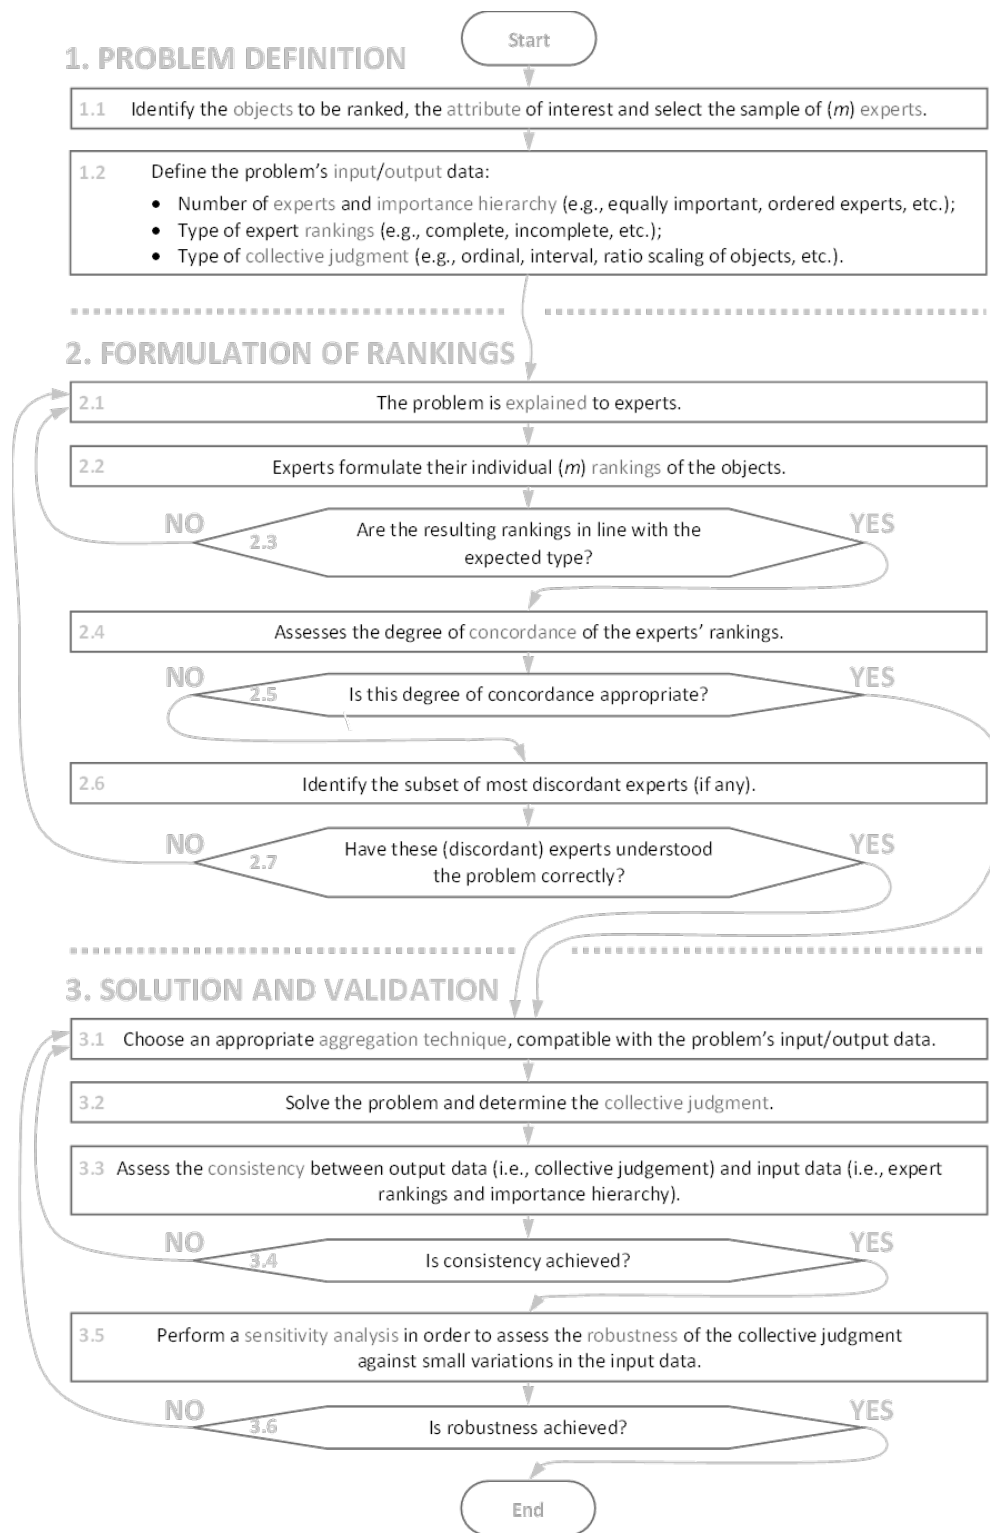 Start
1. PROBLEM DEFINITION
1.1 Identify the objects to be ranked, the attribute of interest and select the sample of (m) experts.
1.2 Define the problem's input/output data:
• Number of experts and importance hierarchy (e.g., equally important, ordered experts, etc.);
• Type of expert rankings (e.g., complete, incomplete, etc.);
• Type of collective judgment (e.g., ordinal, interval, ratio scaling of objects, etc.).
2. FORMULATION OF RANKINGS
2.1 The problem is explained to experts.
2.2 Experts formulate their individual (m) rankings of the objects.
NO
YES
2.3 Are the resulting rankings in line with the
expected type?
2.4 Assesses the degree of concordance of the experts' rankings.
NO
YES
2.5 Is this degree of concordance appropriate?
2.6 Identify the subset of most discordant experts (if any).
NO
YES
2.7 Have these (discordant) experts understood
the problem correctly?
3. SOLUTION AND VALIDATION
3.1 Choose an appropriate aggregation technique, compatible with the problem's input/output data.
3.2 Solve the problem and determine the collective judgment.
3.3 Assess the consistency between output data (i.e., collective judgement) and input data (i.e., expert
rankings and importance hierarchy).
NO
YES
3.4 Is consistency achieved?
3.5 Perform a sensitivity analysis in order to assess the robustness of the collective judgment
against small variations in the input data.
NO
YES
3.6 Is robustness achieved?
End